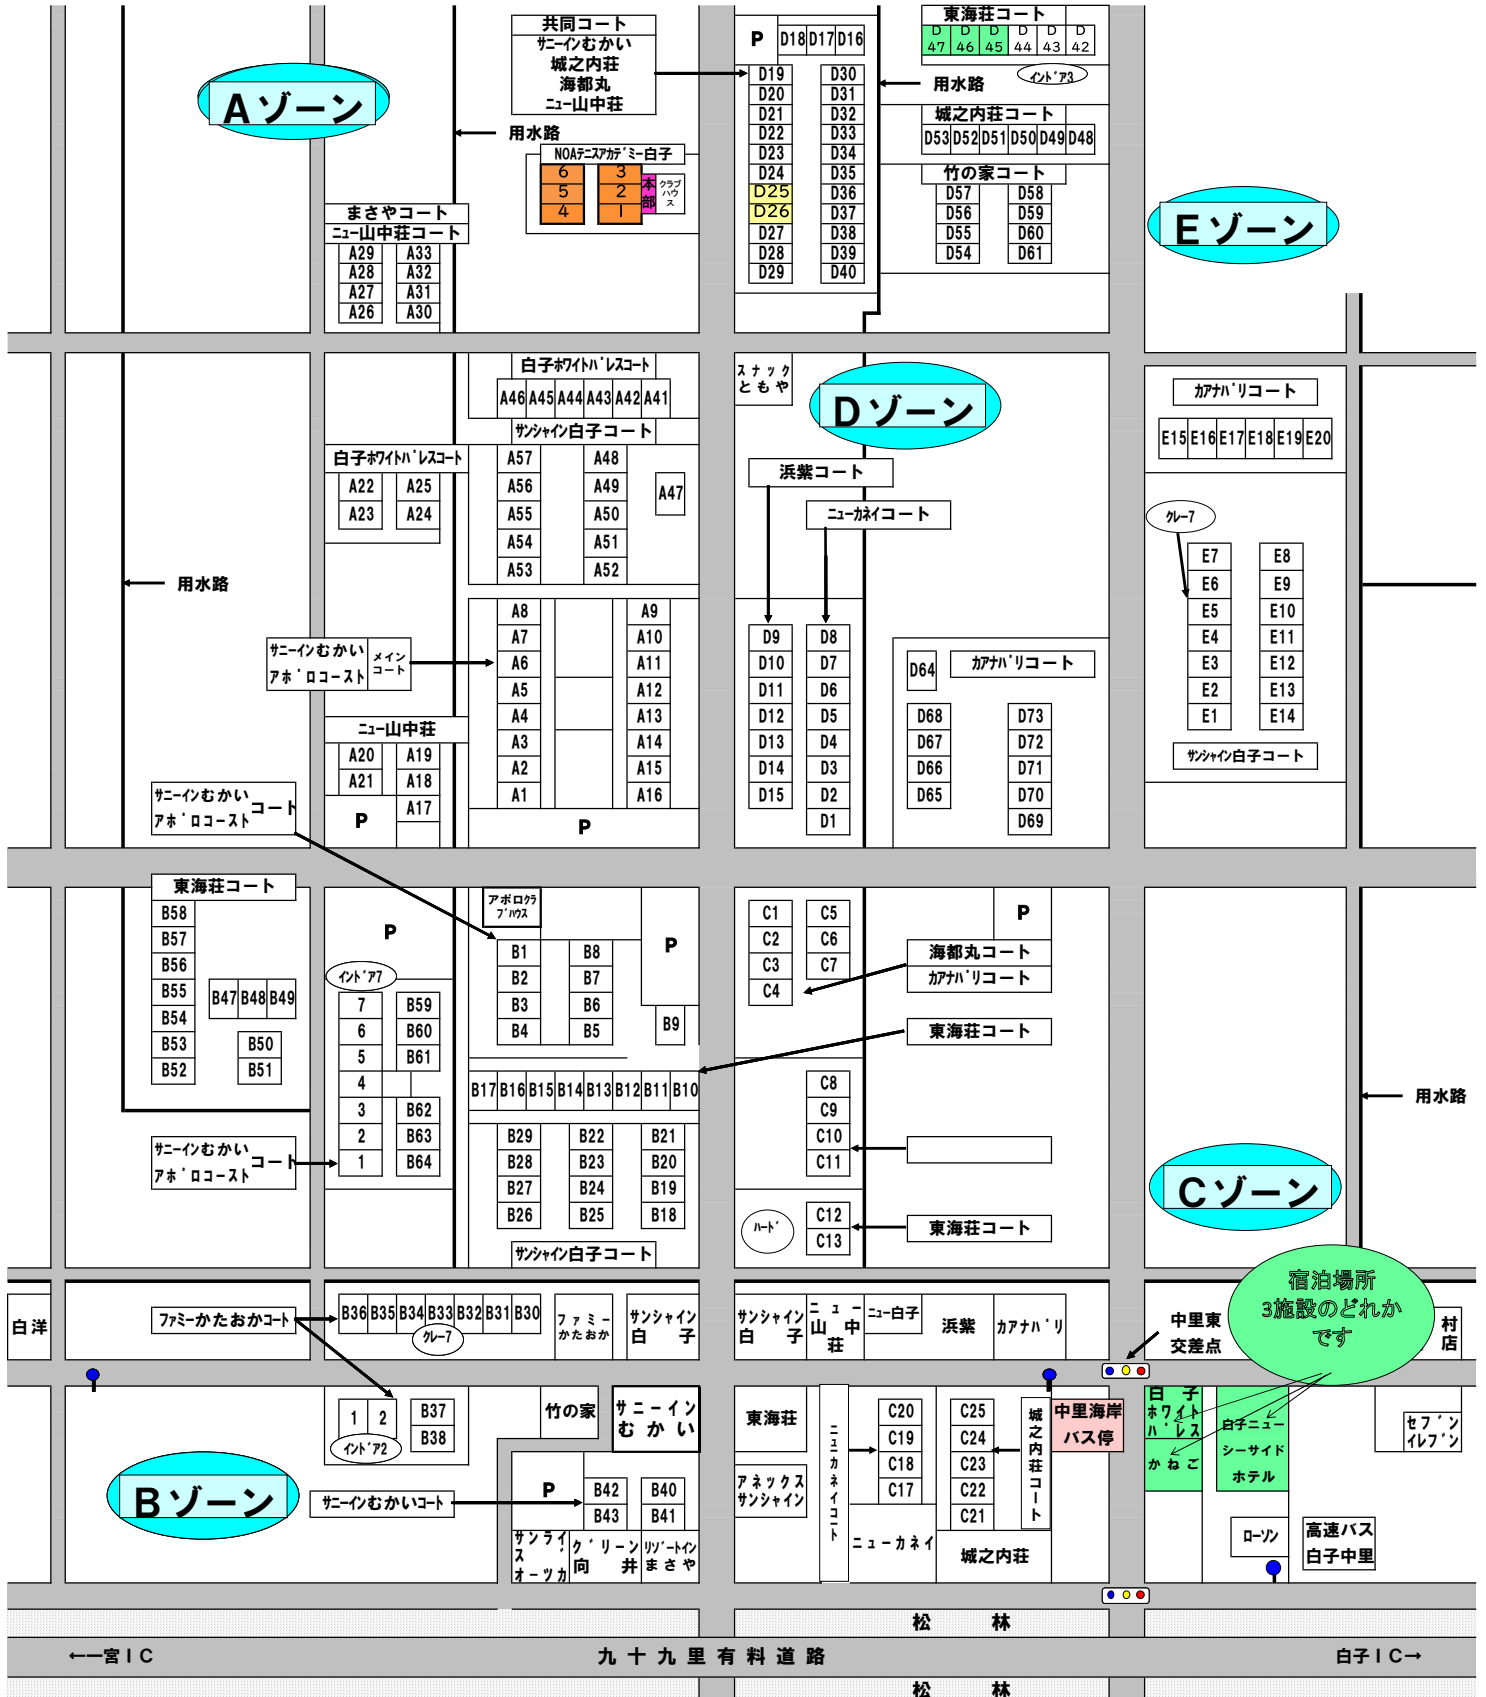 共同コート
サニーインむかい
城之内荘
海都丸
ニュー山中荘
P
D18 D17 D16
東海荘コート
D47 D46 D45 D44 D43 D42
インドア3
Aゾーン
用水路
用水路
D19 D30
D20 D31
D21 D32
D22 D33
D23 D34
D24 D35
D25 D36
D26 D37
D27 D38
D28 D39
D29 D40
城之内荘コート
D53 D52 D51 D50 D49 D48
竹の家コート
D57 D58
D56 D59
D55 D60
D54 D61
NOAテニスアカデミー白子
6 3
5 2
4 1
本部
クラブハウス
Eゾーン
まさやコート
ニュー山中荘コート
A29 A33
A28 A32
A27 A31
A26 A30
白子ホワイトパレスコート
A46 A45 A44 A43 A42 A41
サンシャイン白子コート
スナック
ともや
Dゾーン
カアナパリコート
E15 E16 E17 E18 E19 E20
白子ホワイトパレスコート
A22 A25
A23 A24
A57 A48
A56 A49
A55 A50
A54 A51
A53 A52
A47
浜紫コート
ニューカネイコート
クレー7
E7 E8
E6 E9
E5 E10
E4 E11
E3 E12
E2 E13
E1 E14
サンシャイン白子コート
用水路
サニーインむかい
アポロコースト
メイン
コート
A8 A9
A7 A10
A6 A11
A5 A12
A4 A13
A3 A14
A2 A15
A1 A16
P
D9 D8
D10 D7
D11 D6
D12 D5
D13 D4
D14 D3
D15 D2
D1
D64
カアナパリコート
D68 D73
D67 D72
D66 D71
D65 D70
D69
ニュー山中荘
A20 A19
A21 A18
A17
P
サニーインむかい
アポロコースト
コート
東海荘コート
B58
B57
B56
B55
B54
B53
B52
B47 B48 B49
B50
B51
P
インドア7
7 B59
6 B60
5 B61
4
3 B62
2 B63
1 B64
アポロクラ
ブハウス
B1 B8
B2 B7
B3 B6
B4 B5
P
B9
B17 B16 B15 B14 B13 B12 B11 B10
B29 B22 B21
B28 B23 B20
B27 B24 B19
B26 B25 B18
サンシャイン白子コート
サニーインむかい
アポロコースト
コート
C1 C5
C2 C6
C3 C7
C4
P
海都丸コート
カアナパリコート
東海荘コート
C8
C9
C10
C11
C12
C13
ハード
東海荘コート
用水路
Cゾーン
宿泊場所
3施設のどれか
です
白洋
ファミーかたおかコート
B36 B35 B34 B33 B32 B31 B30
クレー7
ファミー
かたおか
サンシャイン
白子
サンシャイン
白子
ニュー
山中
荘
ニュー白子
浜紫
カアナパリ
中里東
交差点
村
店
1 2
インドア2
B37
B38
竹の家
サニーイン
むかい
東海荘
アネックス
サンシャイン
ニューカネイコート
C20 C25
C19 C24
C18 C23
C17 C22
C21
城之内荘コート
中里海岸
バス停
白子
ホワイト
パレス
かねご
白子ニュー
シーサイド
ホテル
セブン
イレブン
Bゾーン
サニーインむかいコート
P
B42 B40
B43 B41
サンライ
ズ
オーツカ
グリーン
向井
リゾートイン
まさや
ニューカネイ
城之内荘
ローソン
高速バス
白子中里
松林
←一宮IC
九十九里有料道路
白子IC→
松林